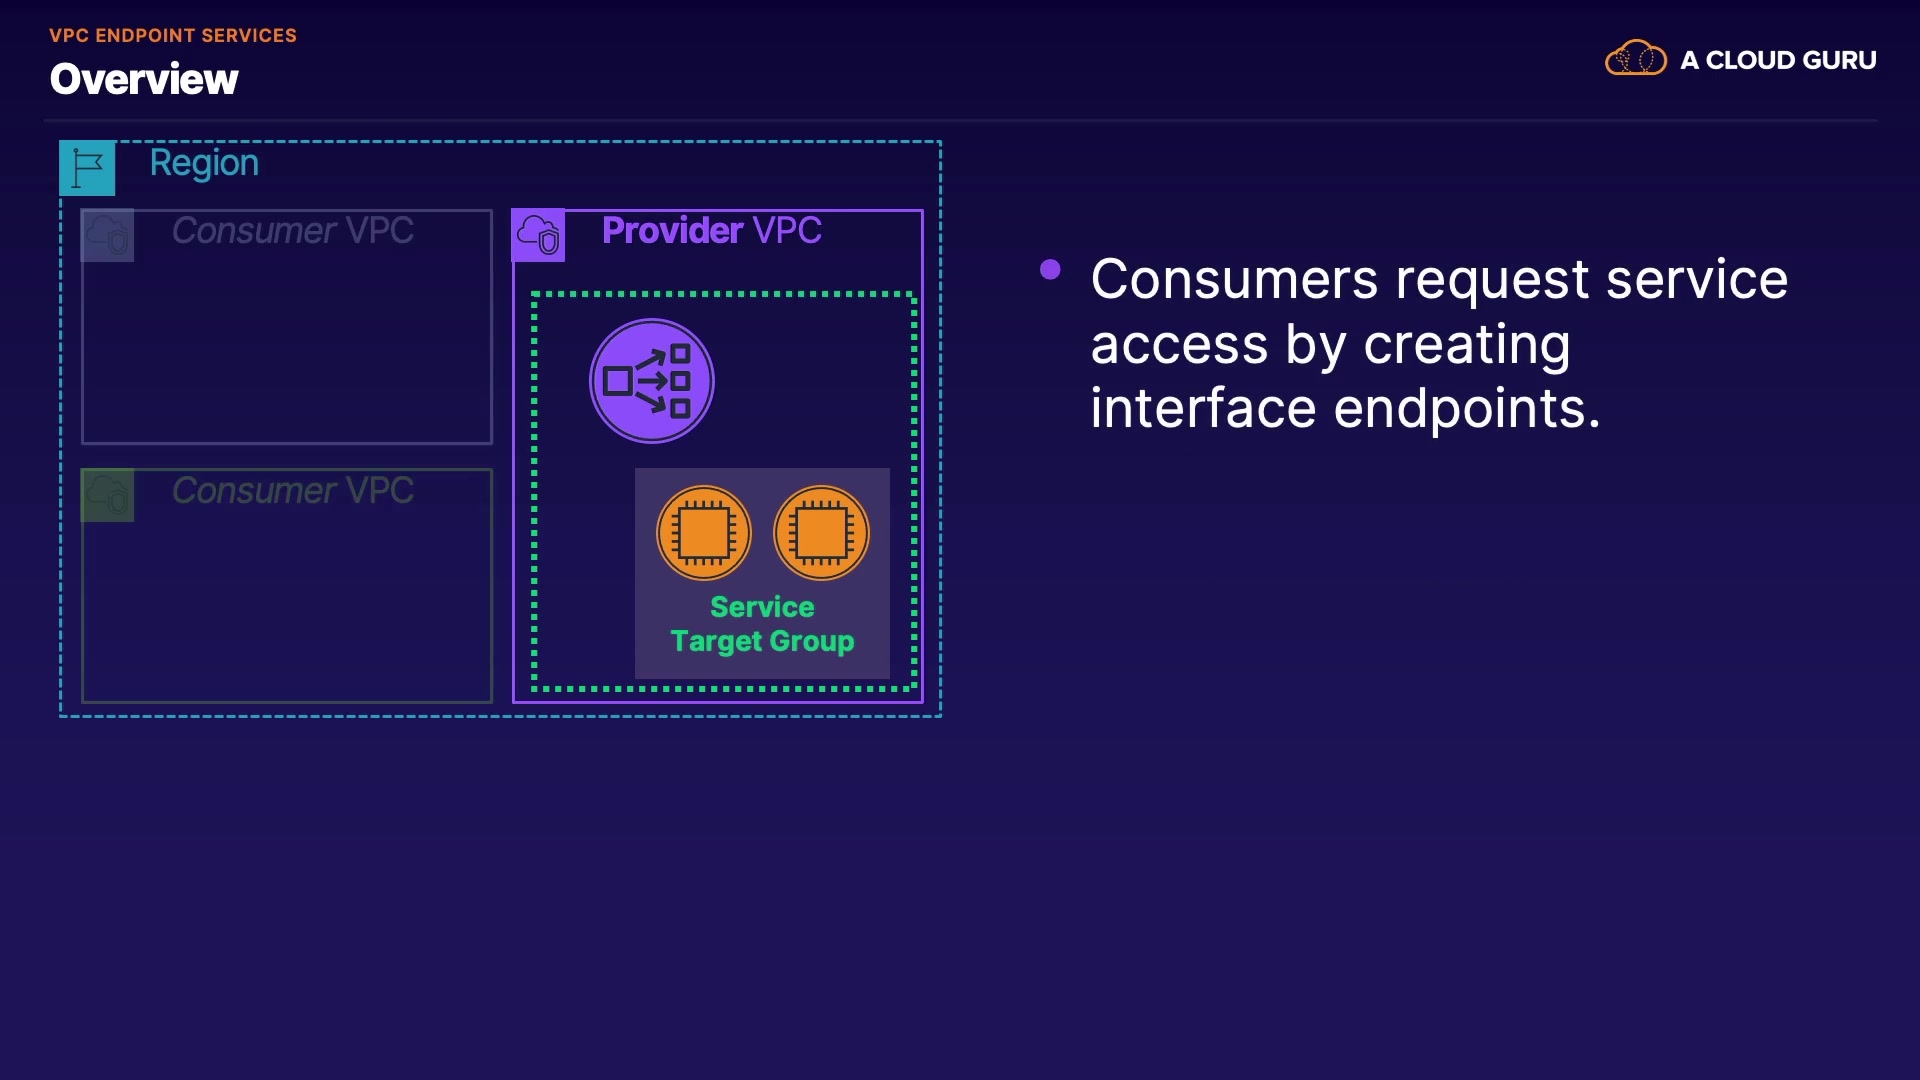 VPC ENDPOINT SERVICES
Overview
A CLOUD GURU
Region
Consumer VPC
Provider VPC
Consumer VPC
Service
Target Group
Consumers request service
access by creating
interface endpoints.